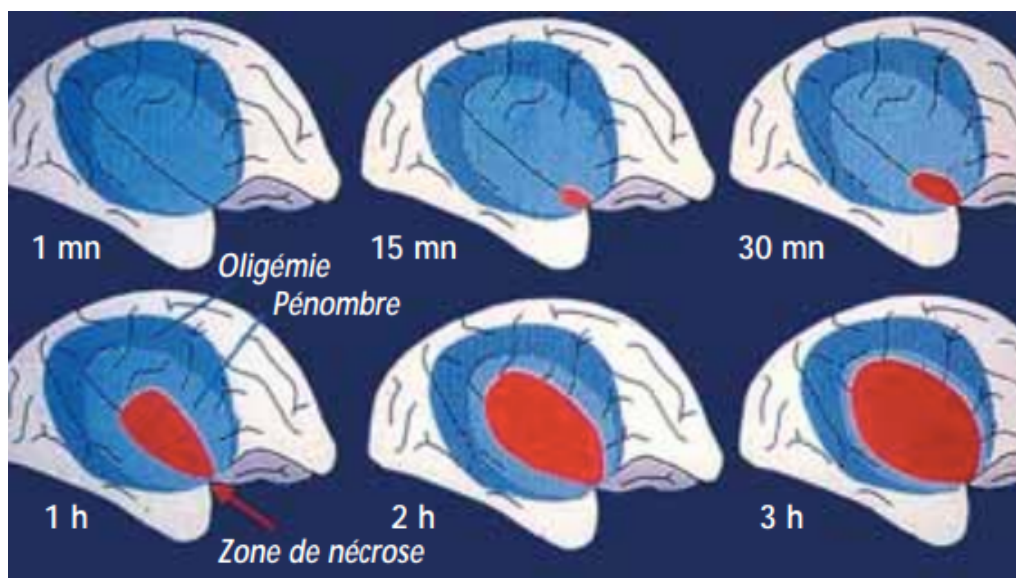 1 mn
15 mn
30 mn
Oligémie
Pénombre
1 h
2 h
3 h
Zone de nécrose